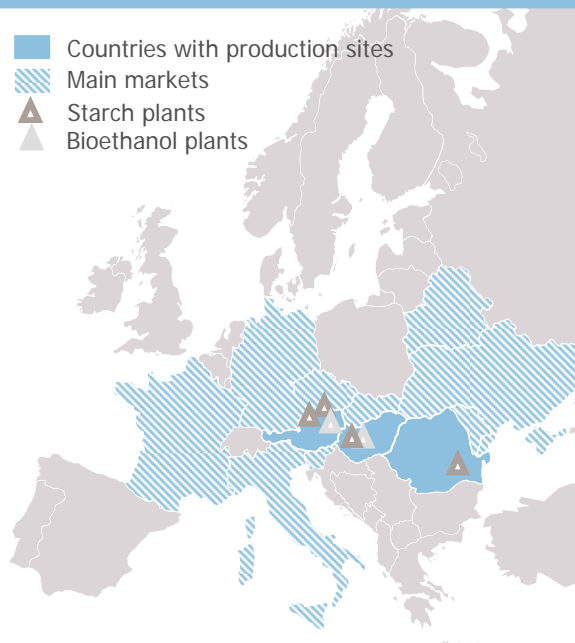 Countries with production sites
Main markets
Starch plants
Bioethanol plants